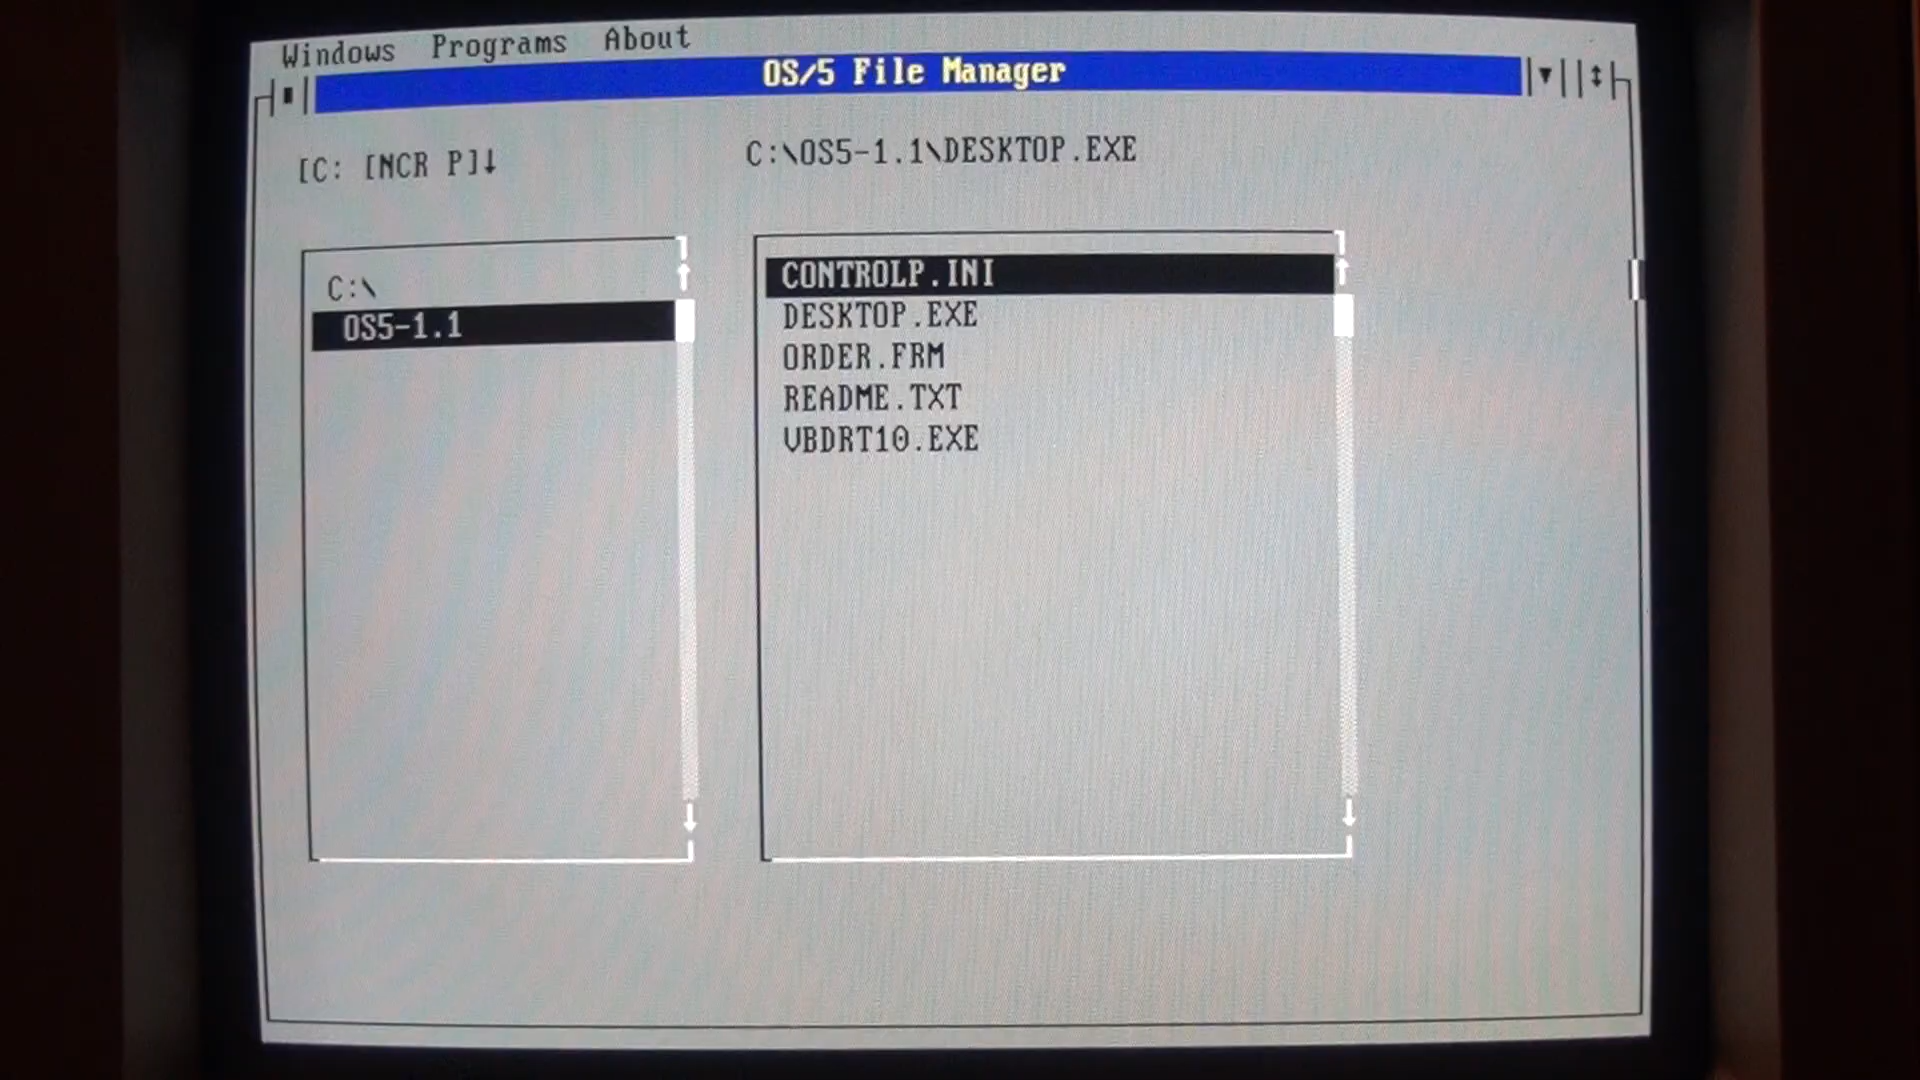 Windows Programs About
OS/5 File Manager
[C: [NCR P]↓
C:\OS5-1.1\DESKTOP.EXE
C:\
OS5-1.1
CONTROLP.INI
DESKTOP.EXE
ORDER.FRM
README.TXT
VBDRT10.EXE